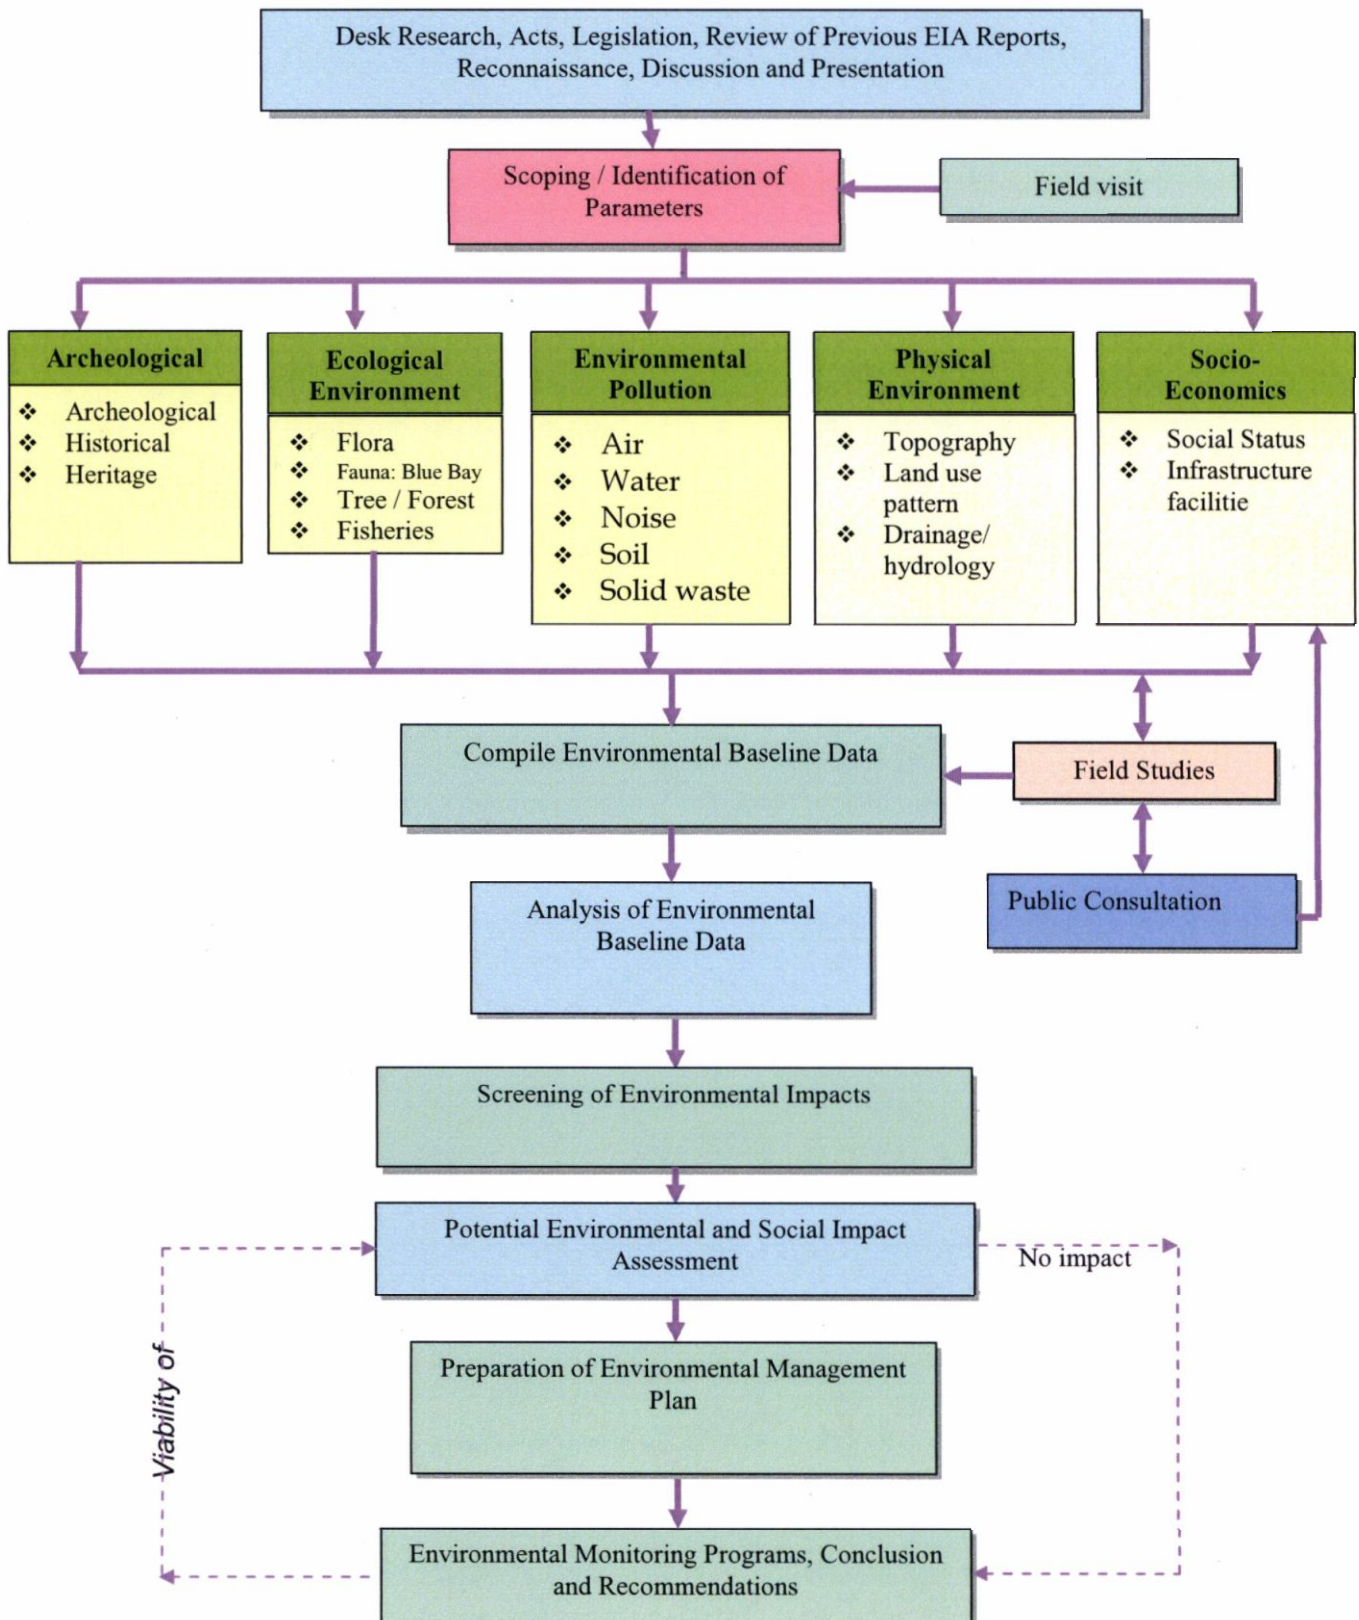 Desk Research, Acts, Legislation, Review of Previous EIA Reports,
Reconnaissance, Discussion and Presentation
Scoping / Identification of
Parameters
Field visit
Archeological
❖ Archeological
❖ Historical
❖ Heritage
Ecological
Environment
❖ Flora
❖ Fauna: Blue Bay
❖ Tree / Forest
❖ Fisheries
Environmental
Pollution
❖ Air
❖ Water
❖ Noise
❖ Soil
❖ Solid waste
Physical
Environment
❖ Topography
❖ Land use
pattern
❖ Drainage/
hydrology
Socio-
Economics
❖ Social Status
❖ Infrastructure
facilitie
Compile Environmental Baseline Data
Field Studies
Public Consultation
Analysis of Environmental
Baseline Data
Screening of Environmental Impacts
Potential Environmental and Social Impact
Assessment
No impact
Viability of
Preparation of Environmental Management
Plan
Environmental Monitoring Programs, Conclusion
and Recommendations